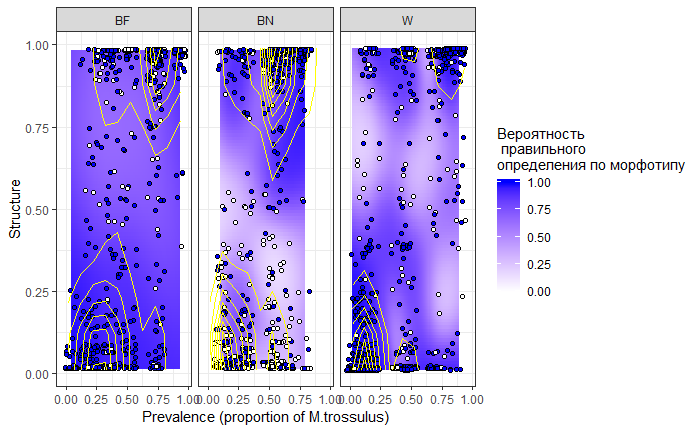 BF BN W
1.00
0.75
0.50
0.25
0.00
Structure
0.00 0.25 0.50 0.75 1.00 0.00 0.25 0.50 0.75 1.00 0.00 0.25 0.50 0.75 1.00
Prevalence (proportion of M.trossulus)
Вероятность
правильного
определения по морфотипу
1.00
0.75
0.50
0.25
0.00